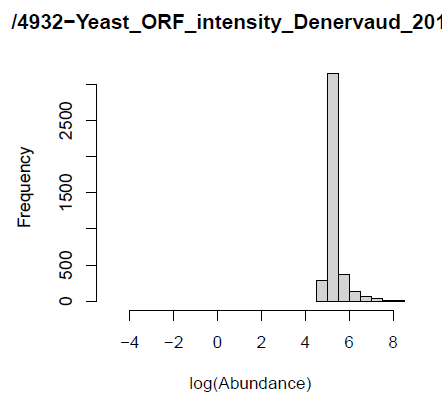 /4932−Yeast_ORF_intensity_Denervaud_201
Frequency
2500
1500
500
0
−4 −2 0 2 4 6 8
log(Abundance)